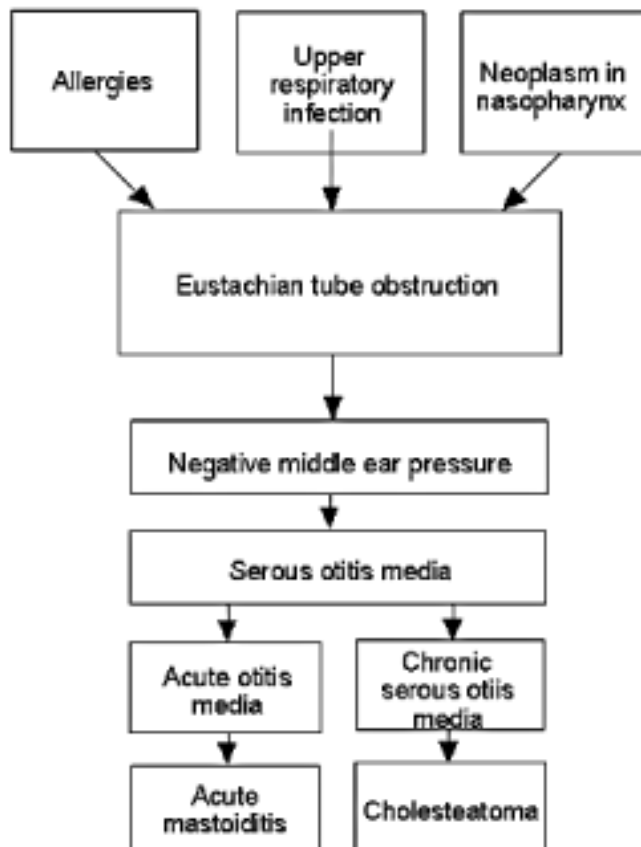 Allergies
Upper
respiratory
infection
Neoplasm in
nasopharynx
Eustachian tube obstruction
Negative middle ear pressure
Serous otitis media
Acute otitis
media
Chronic
serous otiis
media
Acute
mastoiditis
Cholesteatoma